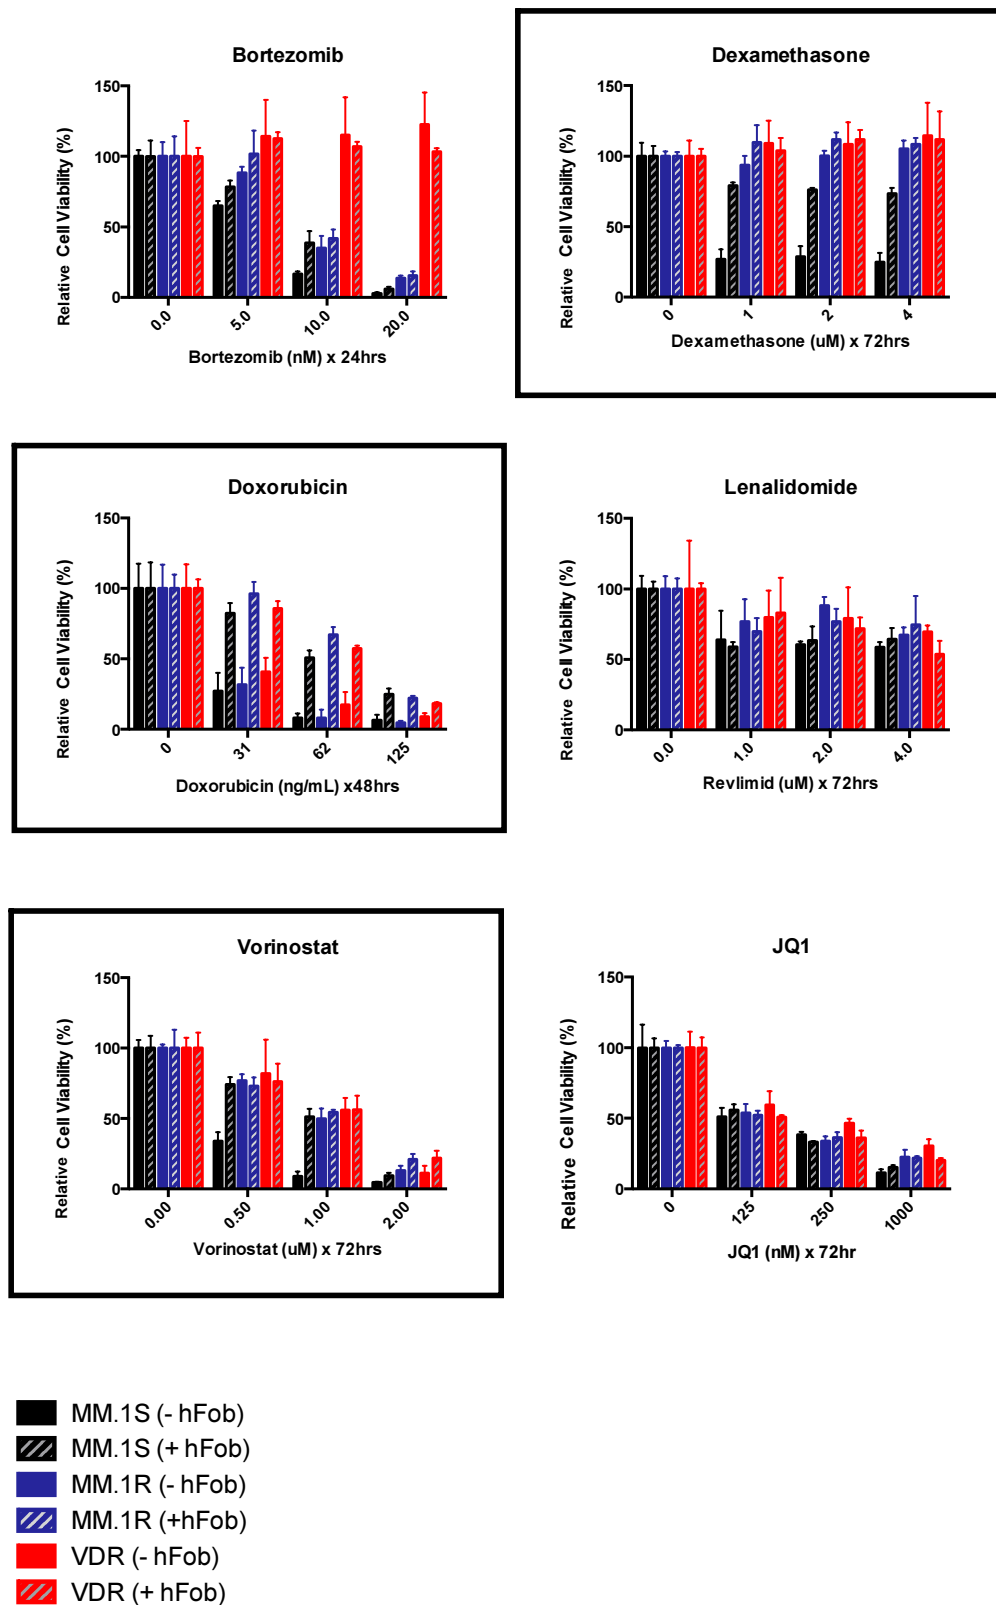 Bortezomib
Relative Cell Viability (%)
150
100
50
0
0.0 5.0 10.0 20.0
Bortezomib (nM) x 24hrs
Dexamethasone
Relative Cell Viability (%)
150
100
50
0
0 1 2 4
Dexamethasone (uM) x 72hrs
Doxorubicin
Relative Cell Viability (%)
150
100
50
0
0 31 62 125
Doxorubicin (ng/mL) x48hrs
Lenalidomide
Relative Cell Viability (%)
150
100
50
0
0.0 1.0 2.0 4.0
Revlimid (uM) x 72hrs
Vorinostat
Relative Cell Viability (%)
150
100
50
0
0.00 0.50 1.00 2.00
Vorinostat (uM) x 72hrs
JQ1
Relative Cell Viability (%)
150
100
50
0
0 125 250 1000
JQ1 (nM) x 72hr
MM.1S (- hFob)
MM.1S (+ hFob)
MM.1R (- hFob)
MM.1R (+hFob)
VDR (- hFob)
VDR (+ hFob)